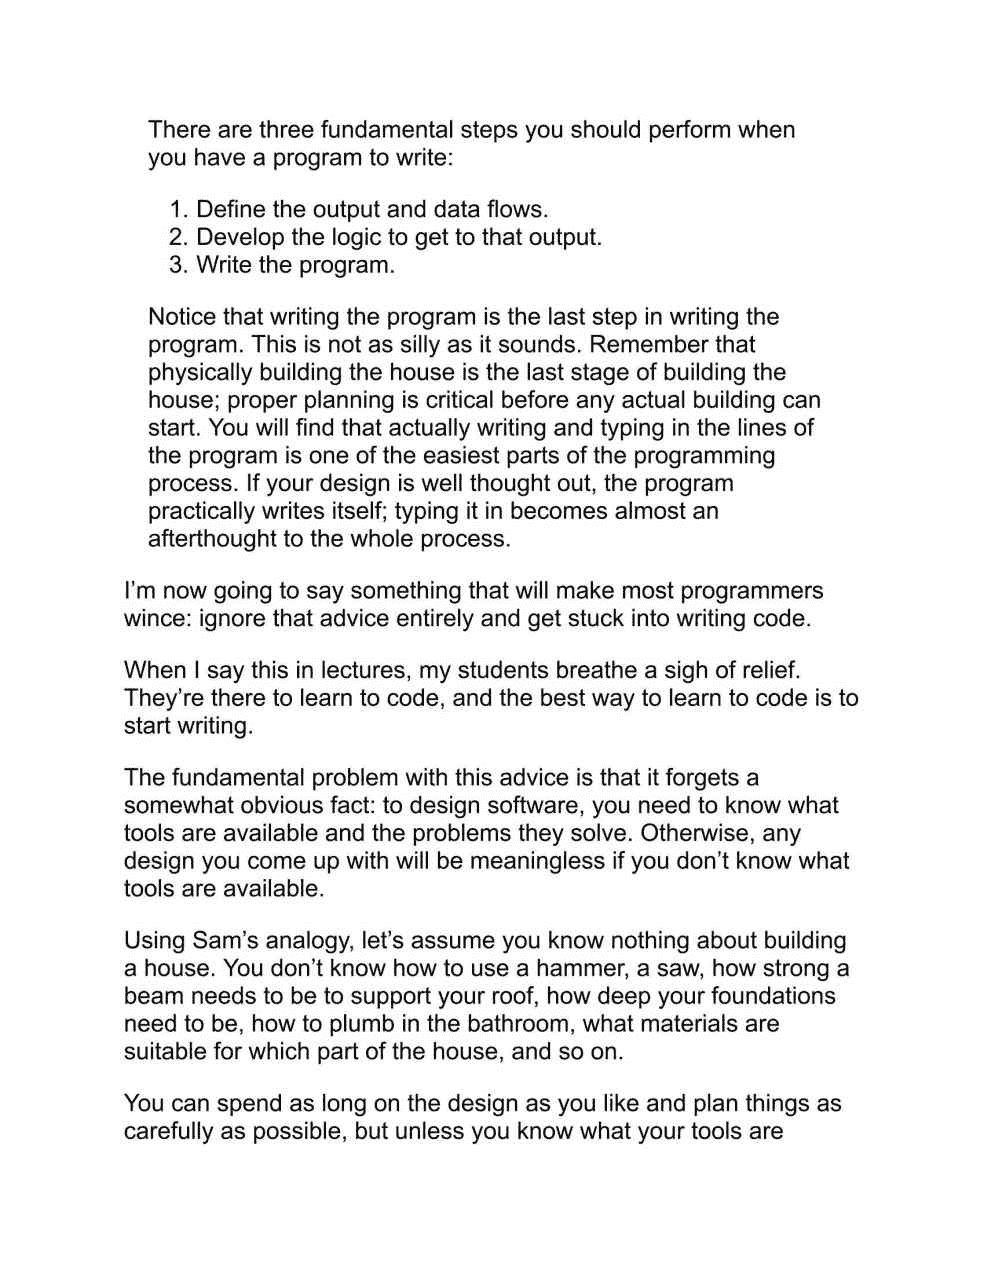 There are three fundamental steps you should perform when
you have a program to write:
1. Define the output and data flows.
2. Develop the logic to get to that output.
3. Write the program.
Notice that writing the program is the last step in writing the
program. This is not as silly as it sounds. Remember that
physically building the house is the last stage of building the
house; proper planning is critical before any actual building can
start. You will find that actually writing and typing in the lines of
the program is one of the easiest parts of the programming
process. If your design is well thought out, the program
practically writes itself; typing it in becomes almost an
afterthought to the whole process.
I’m now going to say something that will make most programmers
wince: ignore that advice entirely and get stuck into writing code.
When I say this in lectures, my students breathe a sigh of relief.
They’re there to learn to code, and the best way to learn to code is to
start writing.
The fundamental problem with this advice is that it forgets a
somewhat obvious fact: to design software, you need to know what
tools are available and the problems they solve. Otherwise, any
design you come up with will be meaningless if you don’t know what
tools are available.
Using Sam’s analogy, let’s assume you know nothing about building
a house. You don’t know how to use a hammer, a saw, how strong a
beam needs to be to support your roof, how deep your foundations
need to be, how to plumb in the bathroom, what materials are
suitable for which part of the house, and so on.
You can spend as long on the design as you like and plan things as
carefully as possible, but unless you know what your tools are